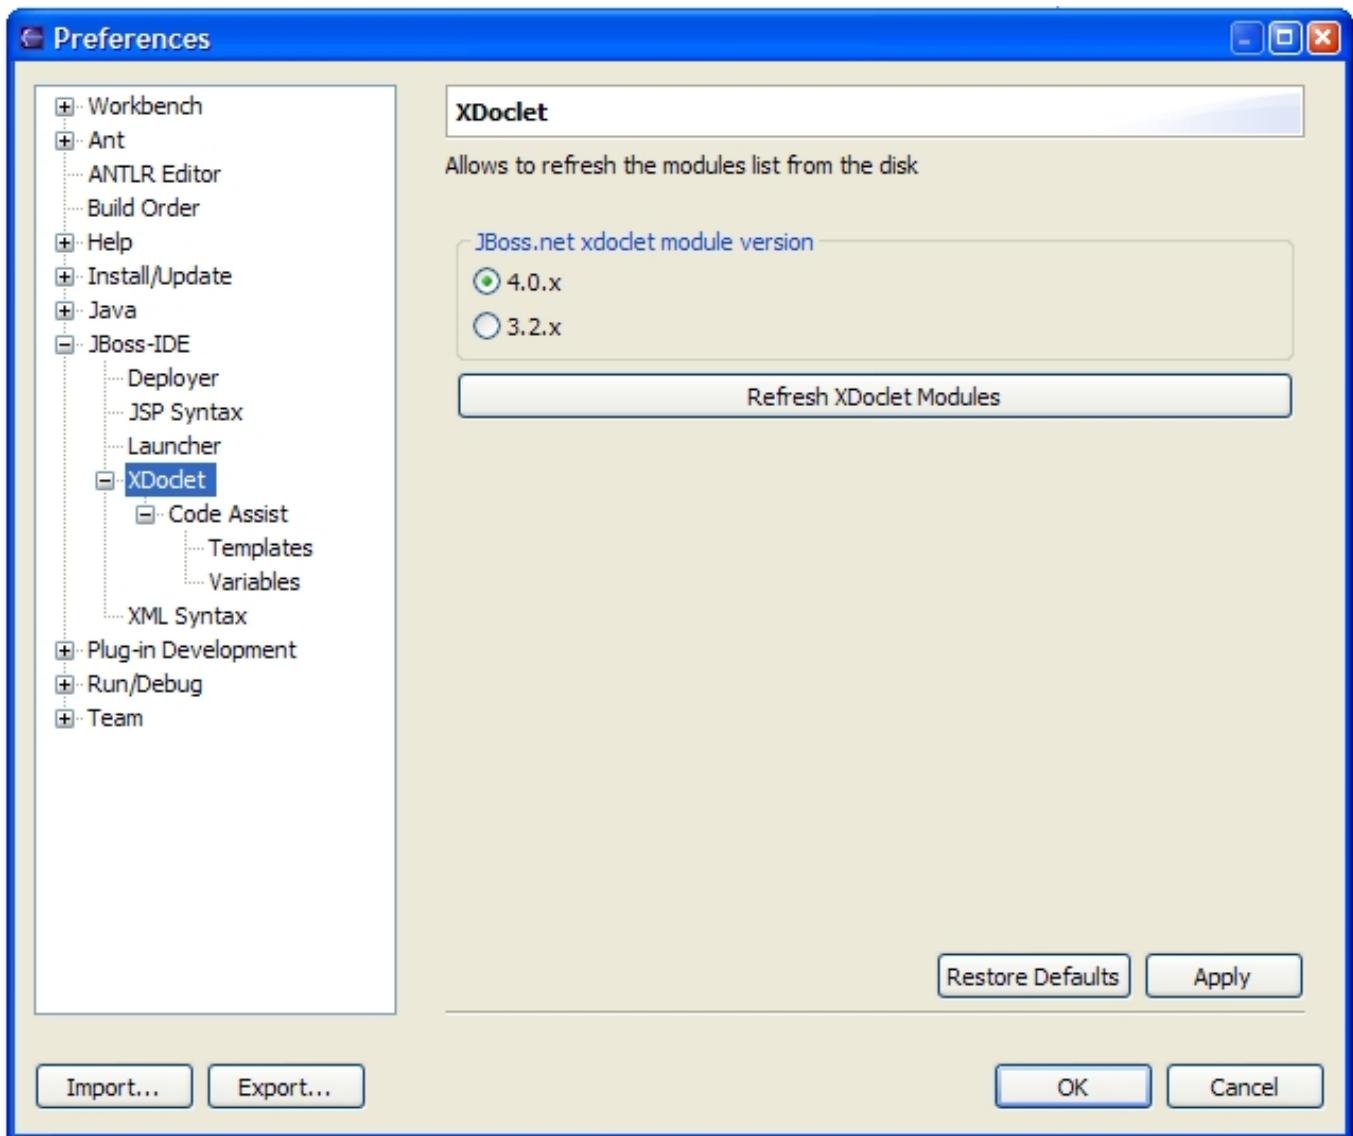 Preferences
Workbench
Ant
ANTLR Editor
Build Order
Help
Install/Update
Java
JBoss-IDE
Deployer
JSP Syntax
Launcher
XDoclet
Code Assist
Templates
Variables
XML Syntax
Plug-in Development
Run/Debug
Team
XDoclet
Allows to refresh the modules list from the disk
JBoss.net xdoclet module version
4.0.x
3.2.x
Refresh XDoclet Modules
Restore Defaults Apply
Import... Export... OK Cancel